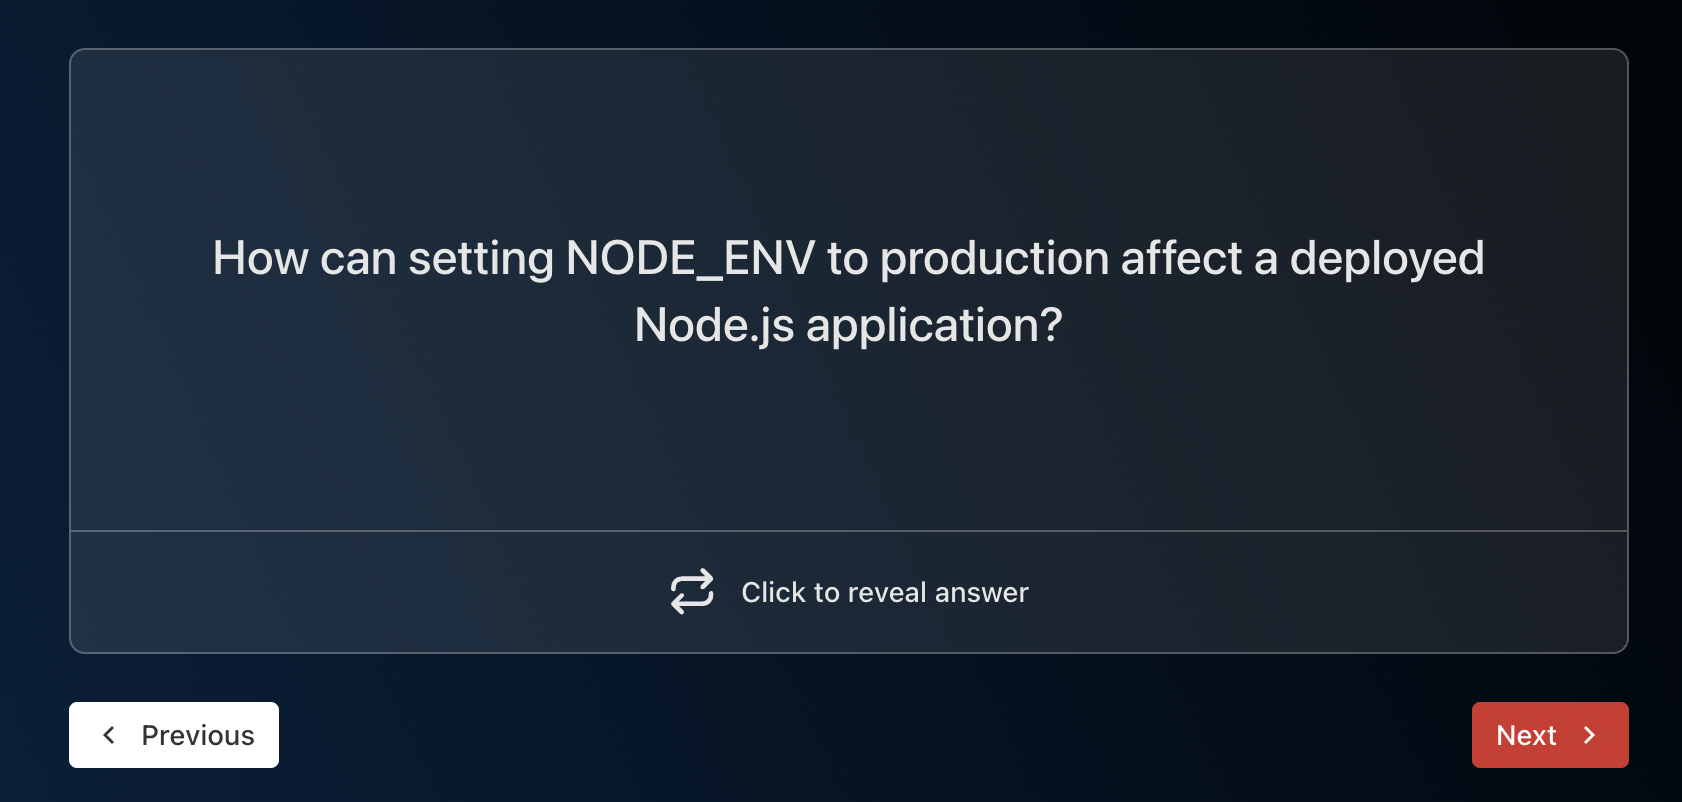 How can setting NODE_ENV to production affect a deployed
Node.js application?
Click to reveal answer
Previous
Next